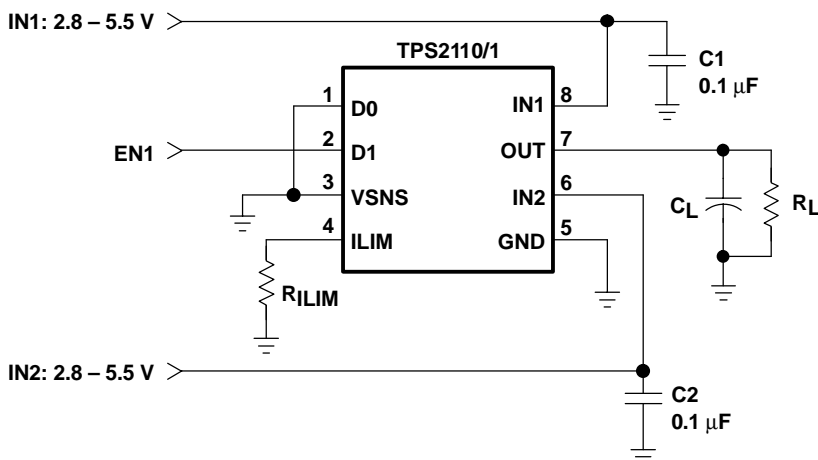 IN1: 2.8 – 5.5 V
TPS2110/1
C1
0.1 μF
1
D0
IN1
8
EN1
2
D1
OUT
7
3
VSNS
IN2
6
CL
RL
4
ILIM
GND
5
RILIM
IN2: 2.8 – 5.5 V
C2
0.1 μF